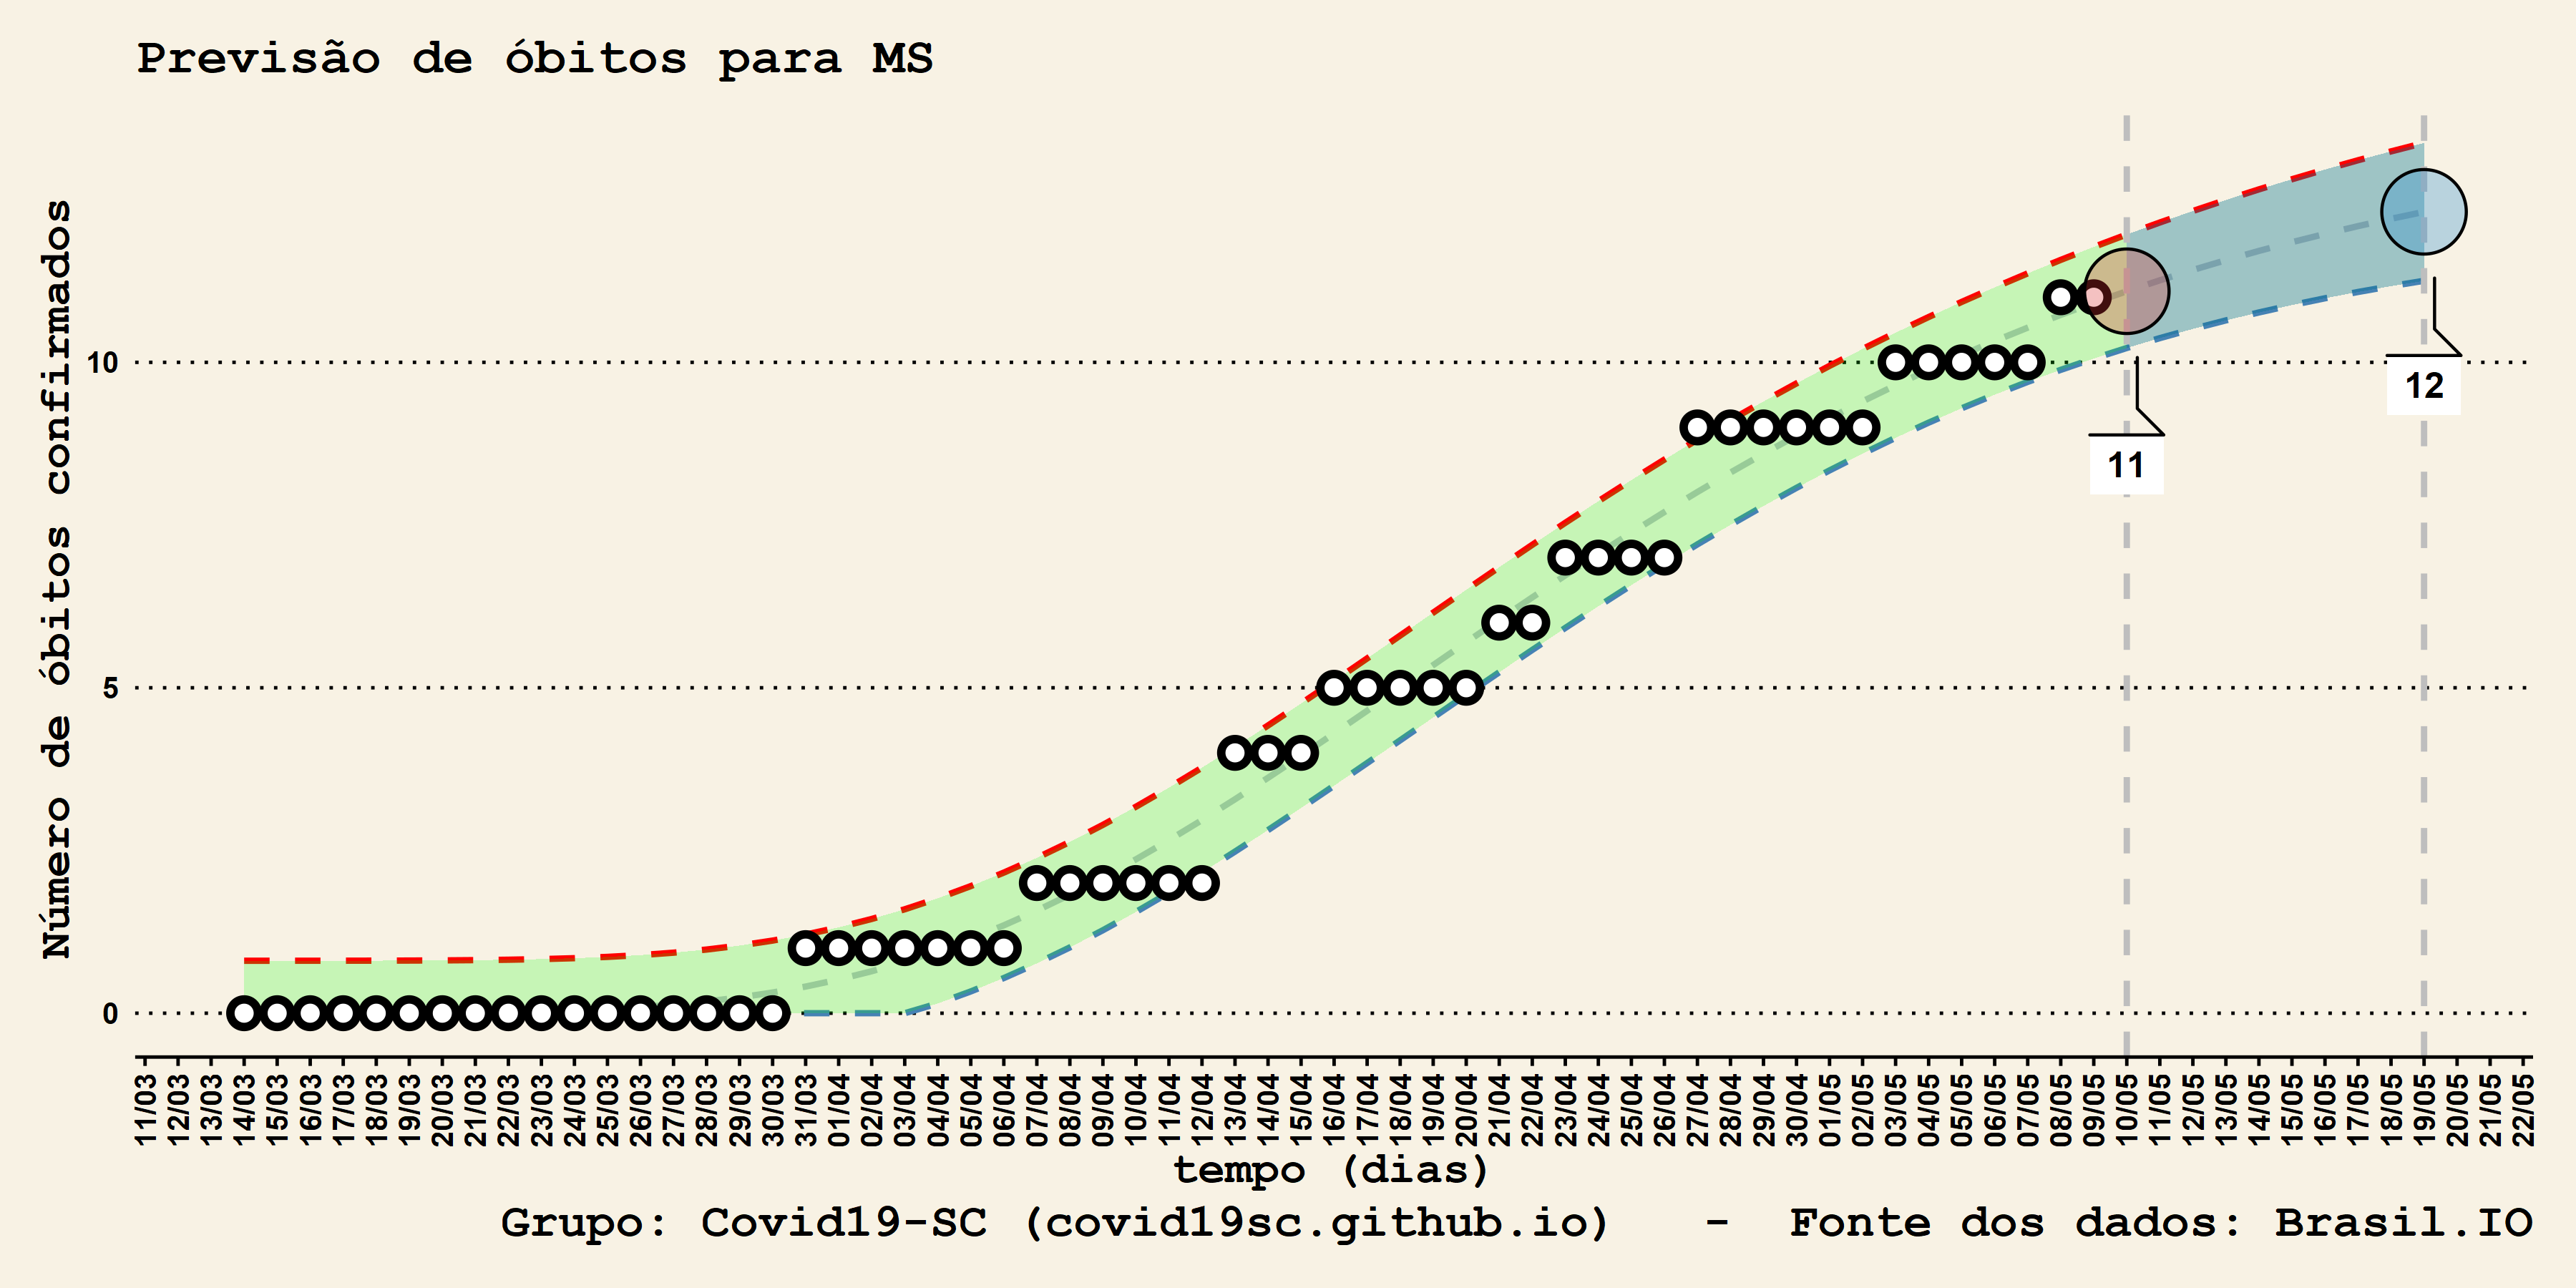 Previsão de óbitos para MS
Número de óbitos confirmados
10
5
0
11
12
11/03 12/03 13/03 14/03 15/03 16/03 17/03 18/03 19/03 20/03 21/03 22/03 23/03 24/03 25/03 26/03 27/03 28/03 29/03 30/03 31/03 01/04 02/04 03/04 04/04 05/04 06/04 07/04 08/04 09/04 10/04 11/04 12/04 13/04 14/04 15/04 16/04 17/04 18/04 19/04 20/04 21/04 22/04 23/04 24/04 25/04 26/04 27/04 28/04 29/04 30/04 01/05 02/05 03/05 04/05 05/05 06/05 07/05 08/05 09/05 10/05 11/05 12/05 13/05 14/05 15/05 16/05 17/05 18/05 19/05 20/05 21/05 22/05
tempo (dias)
Grupo: Covid19-SC (covid19sc.github.io) - Fonte dos dados: Brasil.IO